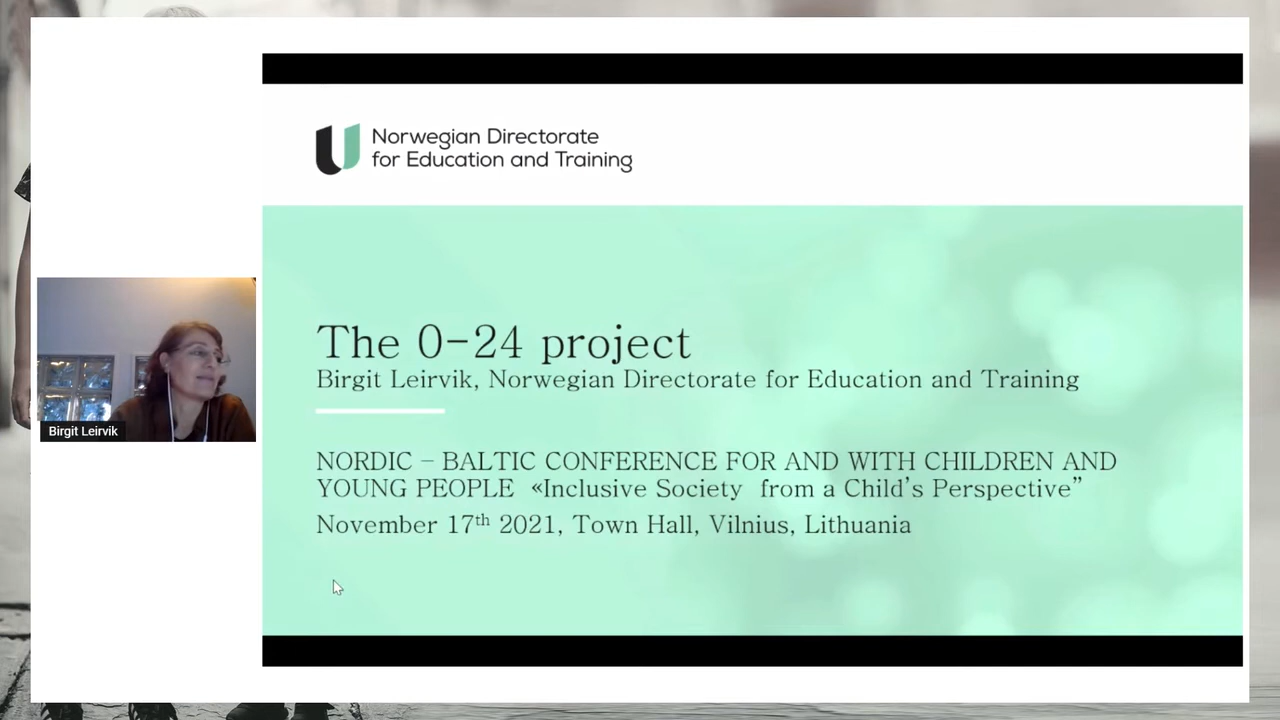 Norwegian Directorate
for Education and Training
The 0-24 project
Birgit Leirvik, Norwegian Directorate for Education and Training
NORDIC – BALTIC CONFERENCE FOR AND WITH CHILDREN AND
YOUNG PEOPLE «Inclusive Society from a Child's Perspective”
November 17th 2021, Town Hall, Vilnius, Lithuania
Birgit Leirvik